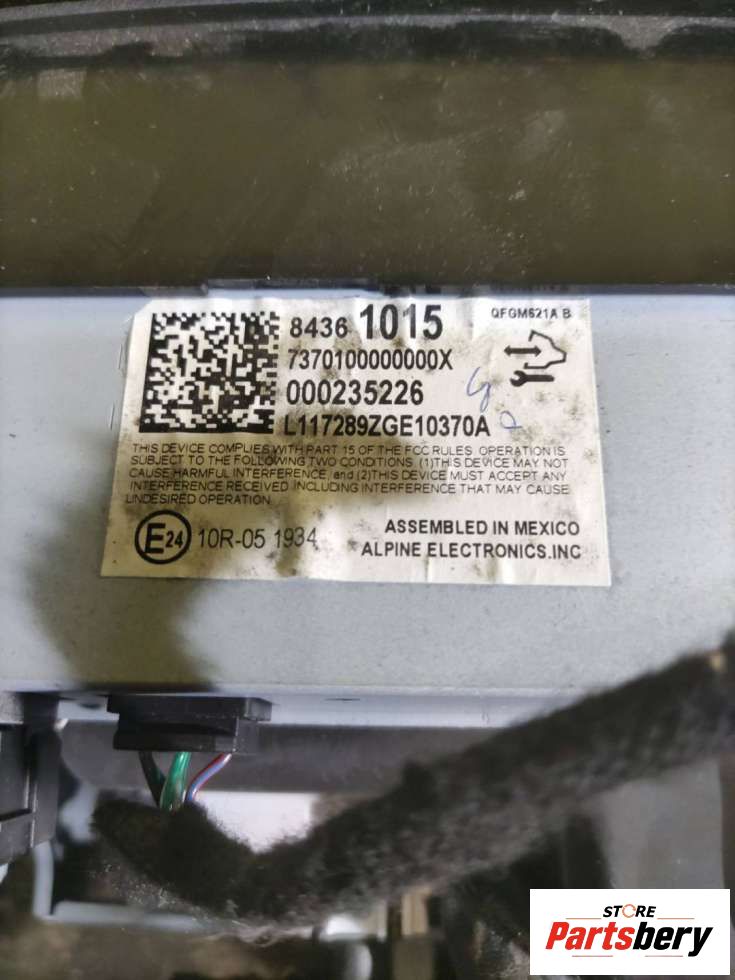 8436 1015
QFGM621A B
7370100000000X
000235226
L117289ZGE10370A
THIS DEVICE COMPLIES WITH PART 15 OF THE FCC RULES. OPERATION IS
SUBJECT TO THE FOLLOWING TWO CONDITIONS: (1)THIS DEVICE MAY NOT
CAUSE HARMFUL INTERFERENCE, and (2)THIS DEVICE MUST ACCEPT ANY
INTERFERENCE RECEIVED INCLUDING INTERFERENCE THAT MAY CAUSE
UNDESIRED OPERATION.
E24 10R-05 1934
ASSEMBLED IN MEXICO
ALPINE ELECTRONICS.INC
STORE
Partsbery